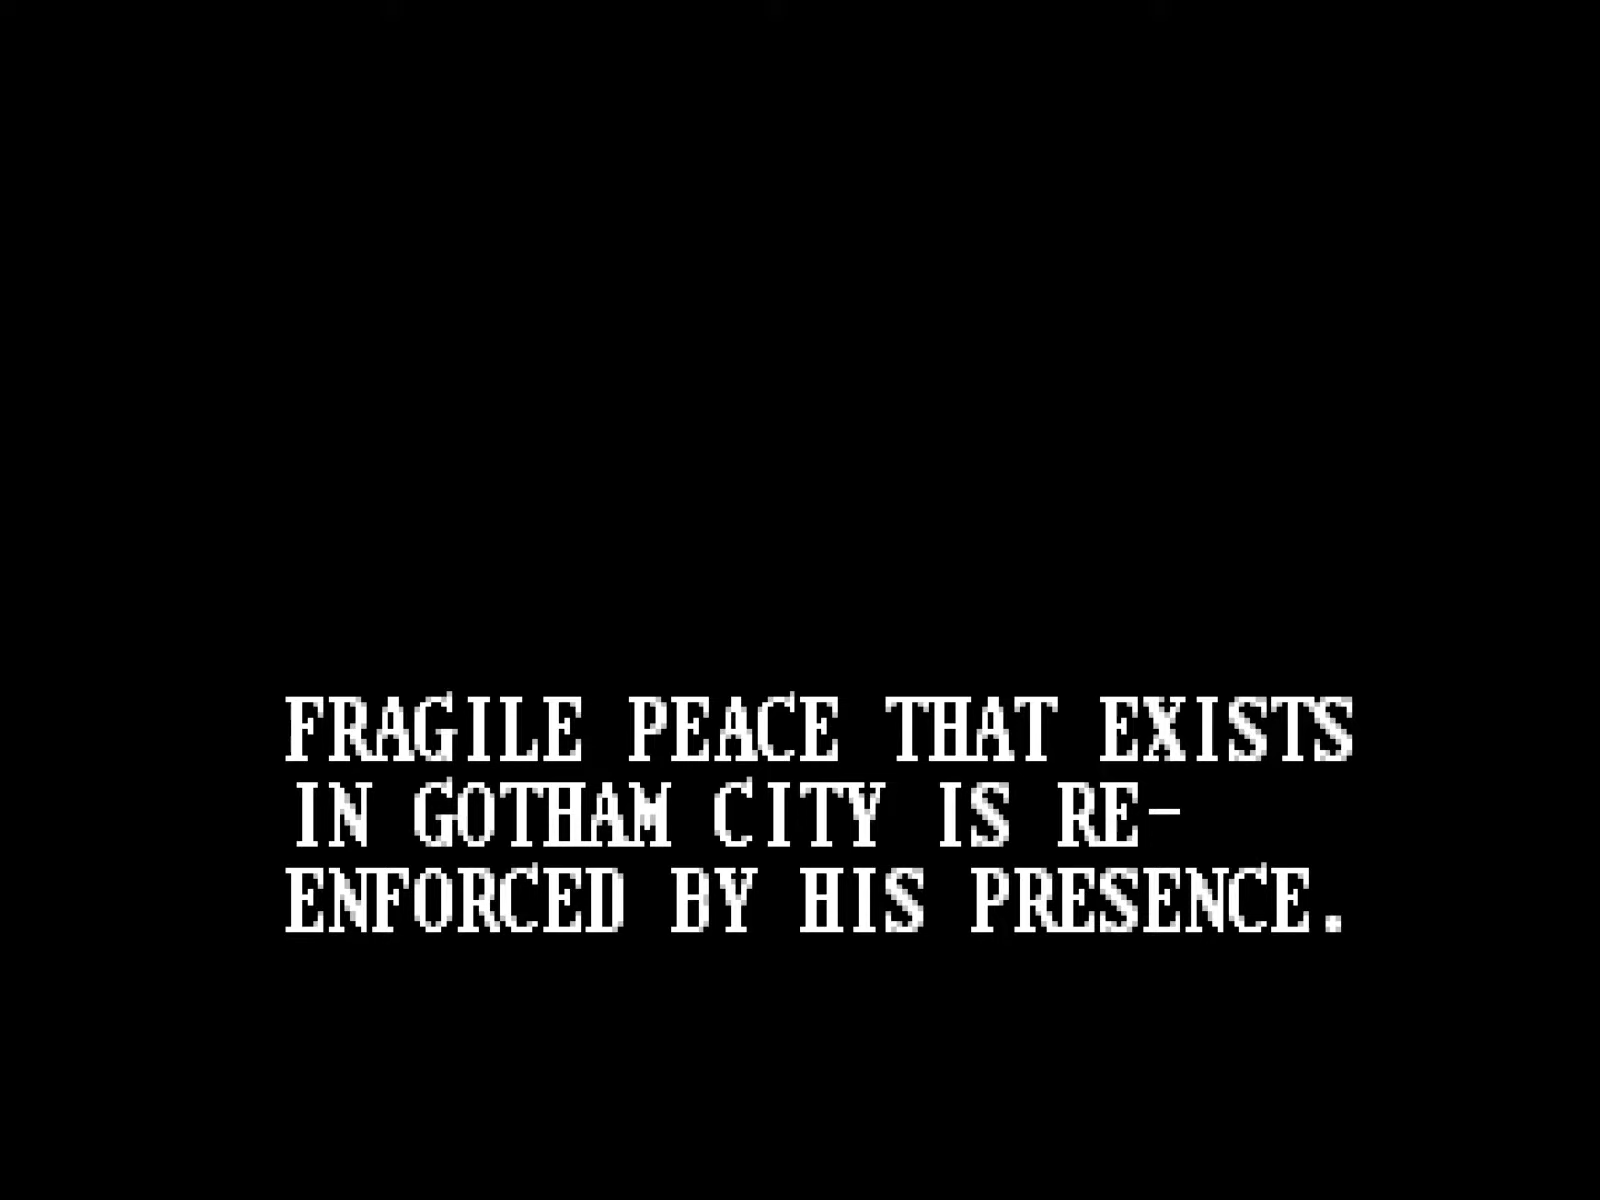 FRAGILE PEACE THAT EXISTS
IN GOTHAM CITY IS RE-
ENFORCED BY HIS PRESENCE.